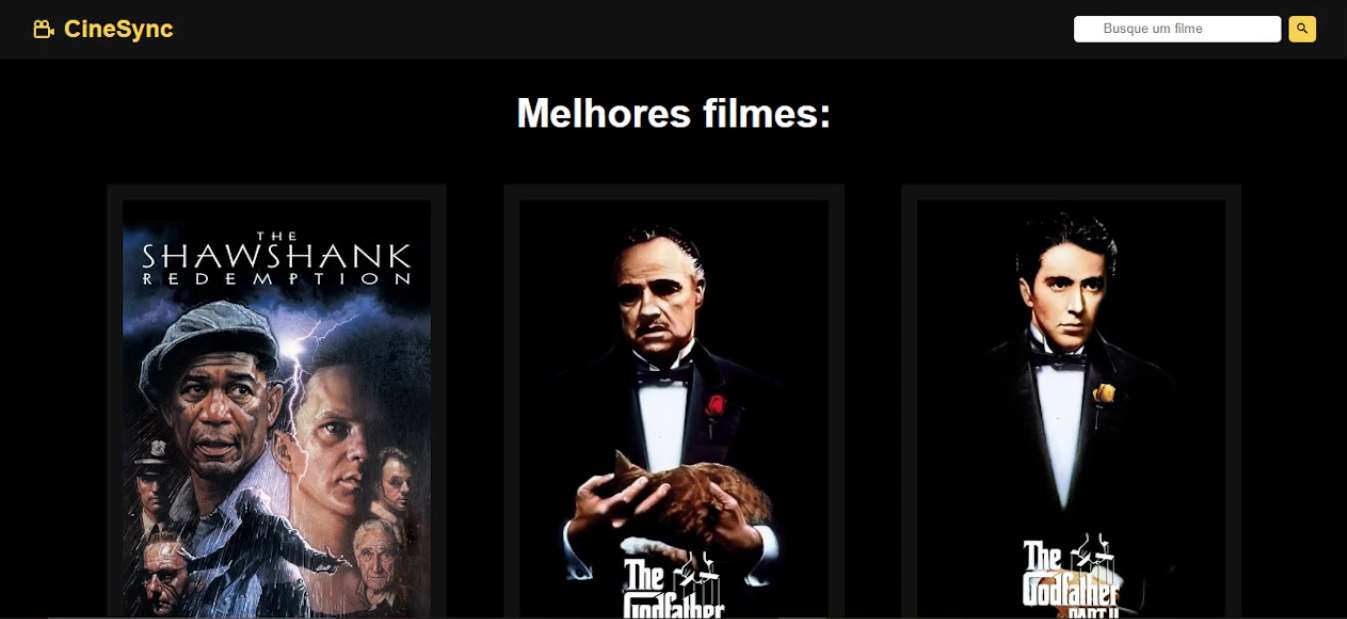 CineSync
Busque um filme
Melhores filmes:
THE
SHAWSHANK
REDEMPTION
The
Godfather
The
Godfather
PART II